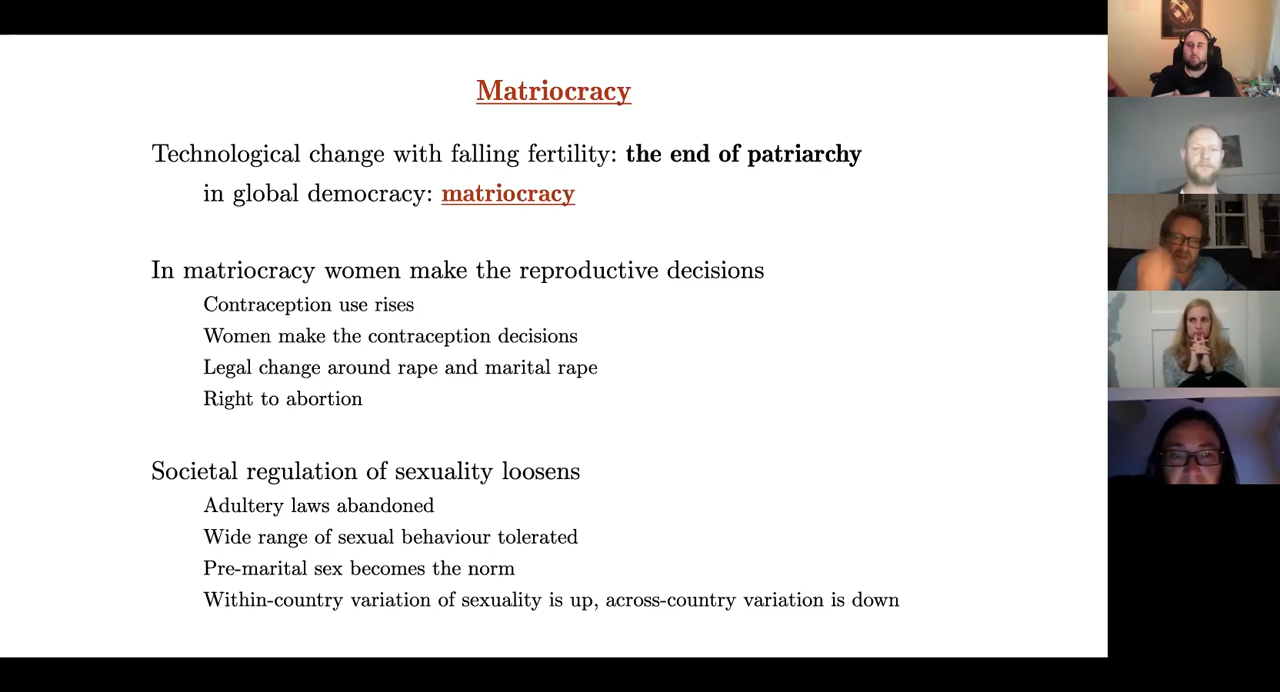 Matriocracy
Technological change with falling fertility: the end of patriarchy
in global democracy: matriocracy
In matriocracy women make the reproductive decisions
Contraception use rises
Women make the contraception decisions
Legal change around rape and marital rape
Right to abortion
Societal regulation of sexuality loosens
Adultery laws abandoned
Wide range of sexual behaviour tolerated
Pre-marital sex becomes the norm
Within-country variation of sexuality is up, across-country variation is down